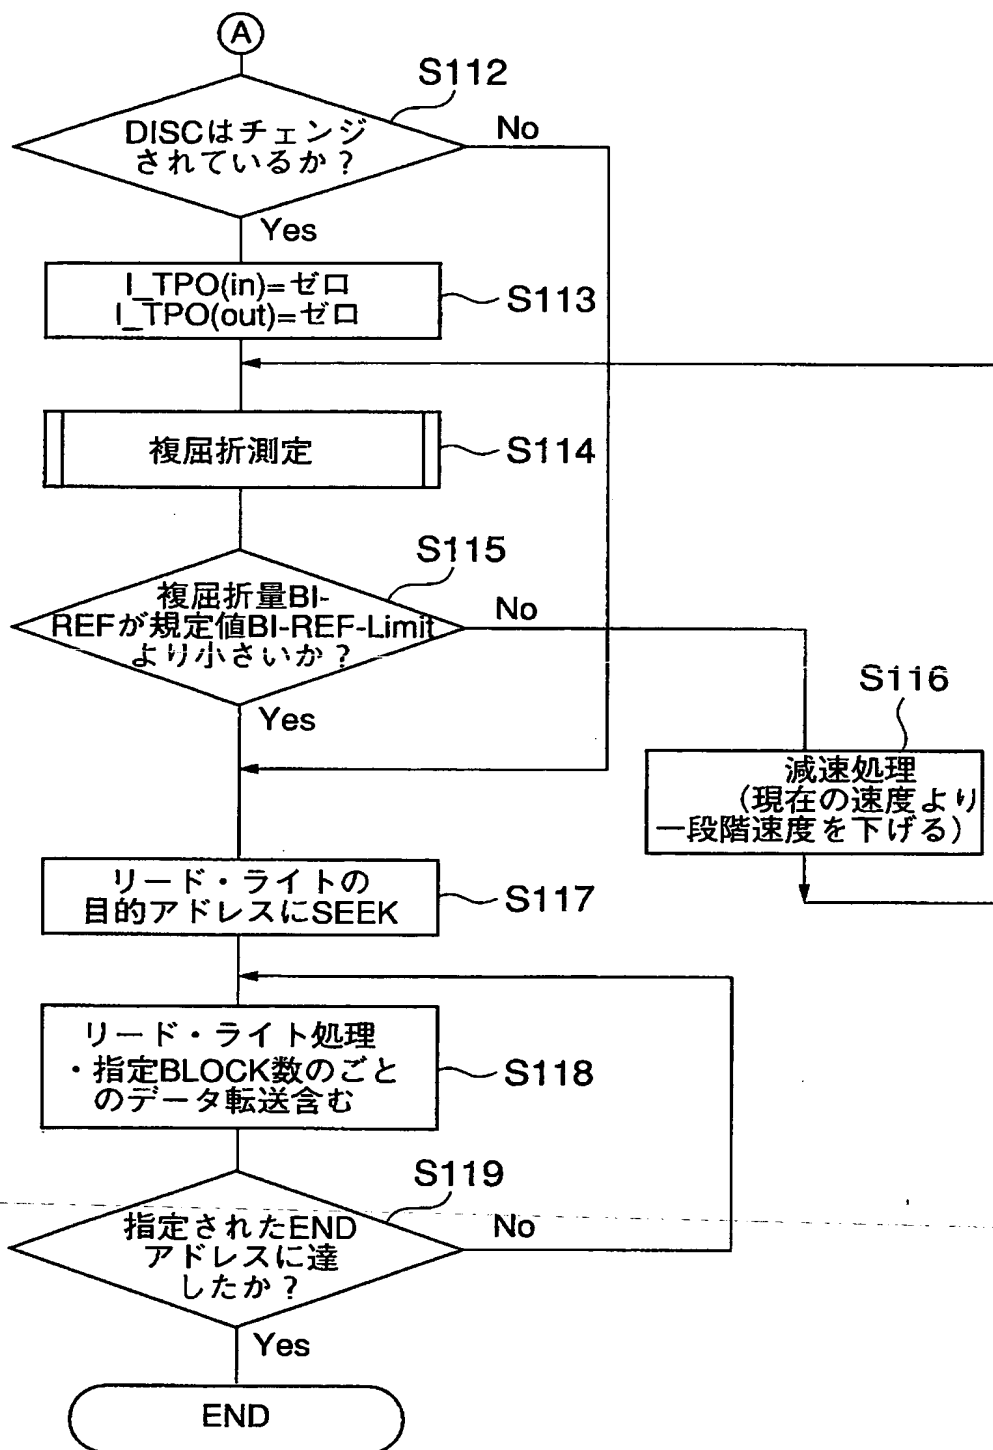 A
S112
DISCはチェンジ
されているか？
No
Yes
I_TPO(in)=ゼロ
I_TPO(out)=ゼロ
S113
複屈折測定
S114
S115
複屈折量BI-
REFが規定値BI-REF-Limit
より小さいか？
No
Yes
S116
減速処理
（現在の速度より
一段階速度を下げる）
リード・ライトの
目的アドレスにSEEK
S117
リード・ライト処理
・指定BLOCK数のごと
のデータ転送含む
S118
S119
指定されたEND
アドレスに達
したか？
No
Yes
END